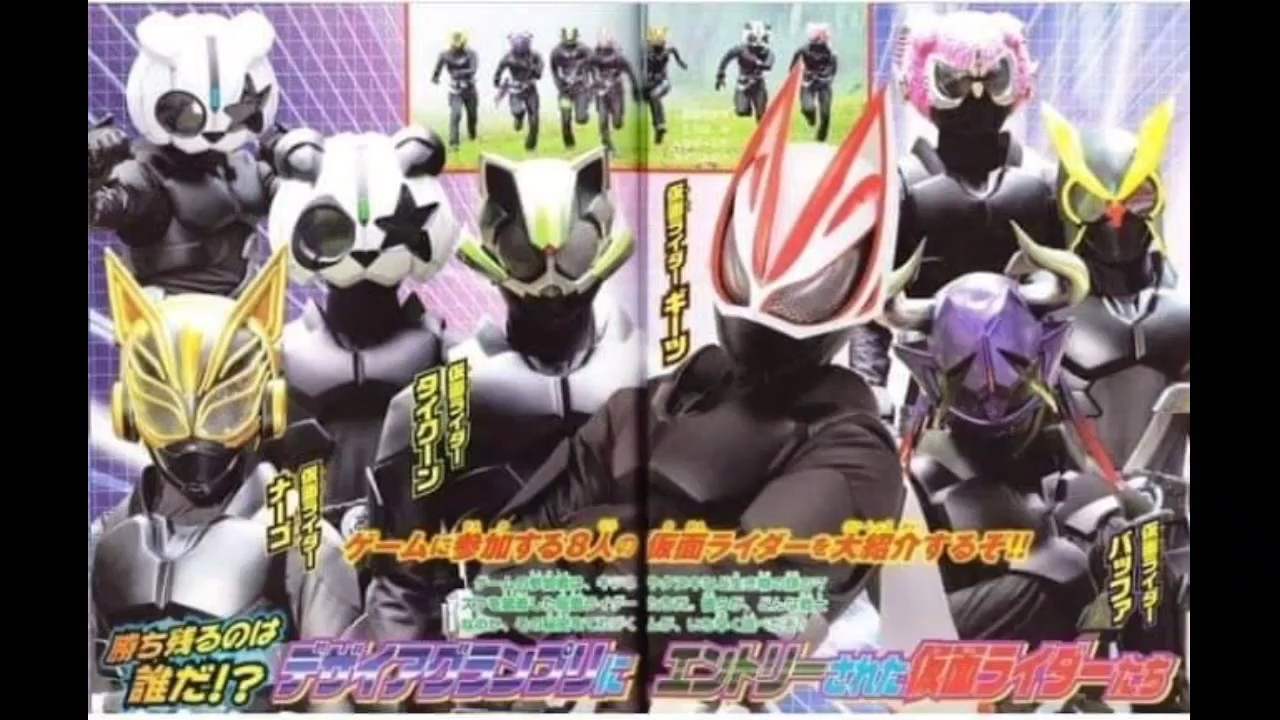 仮面ライダー
ギーツ
仮面ライダー
タイクーン
仮面ライダー
ナーゴ
仮面ライダー
バッファ
ゲームに参加する8人の仮面ライダーを大紹介するぞ!!
勝ち残るのは
誰だ!?
デザイアグランプリにエントリーされた仮面ライダーたち